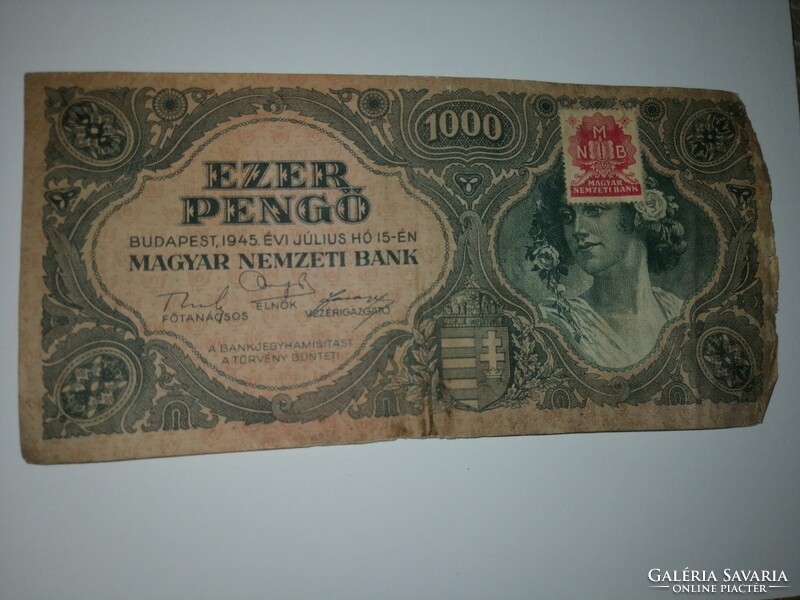 1000
M
N B
MAGYAR
NEMZETI BANK
EZER
PENGŐ
BUDAPEST, 1945. ÉVI JÚLIUS HÓ 15-ÉN
MAGYAR NEMZETI BANK
FŐTANÁCSOS
ELNÖK
VEZÉRIGAZGATÓ
A BANKJEGYHAMISÍTÁST
A TÖRVÉNY BÜNTETI
GALÉRIA SAVARIA
ONLINE PIACTÉR